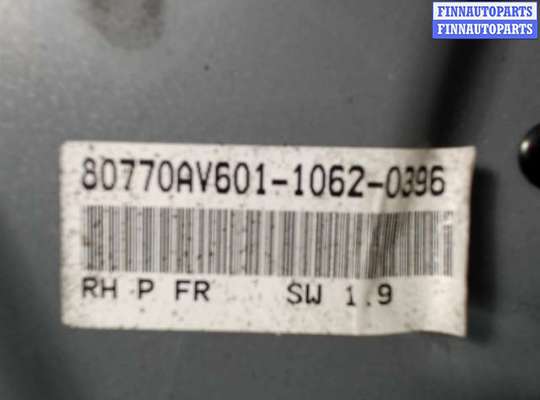 FINNAUTOPARTS
FINNAUTOPARTS
80770AV601-1062-0396
RH P FR SW 1.9